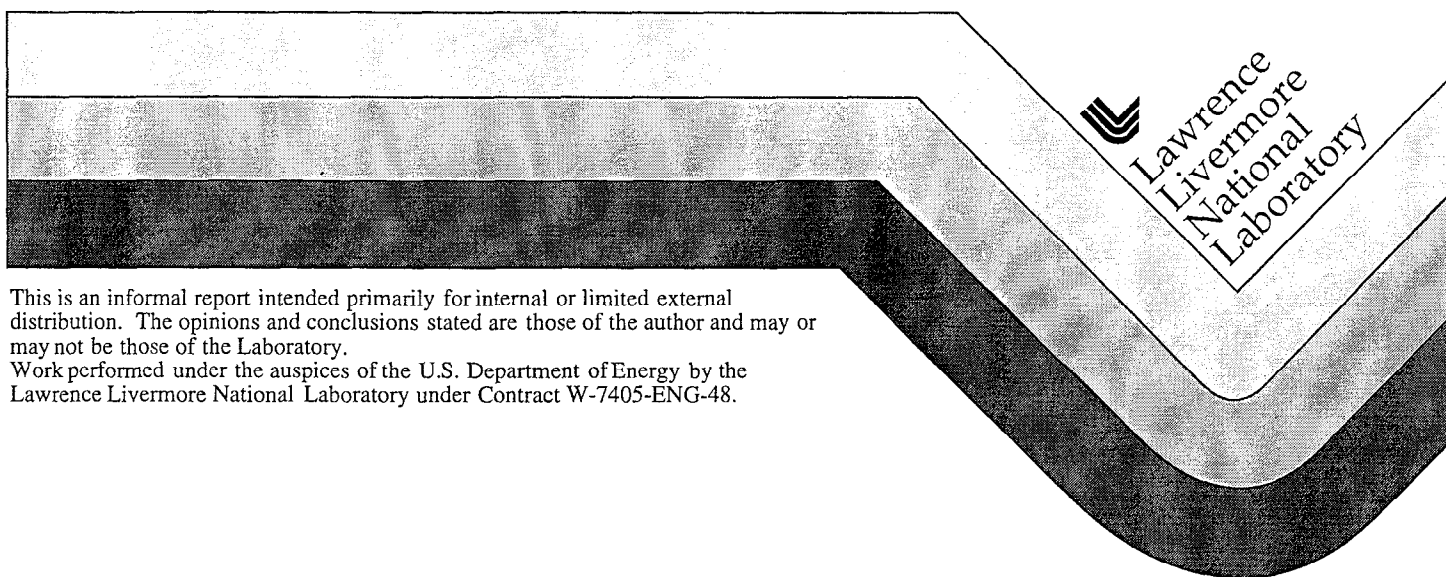 Lawrence
Livermore
National
Laboratory
This is an informal report intended primarily for internal or limited external
distribution. The opinions and conclusions stated are those of the author and may or
may not be those of the Laboratory.
Work performed under the auspices of the U.S. Department of Energy by the
Lawrence Livermore National Laboratory under Contract W-7405-ENG-48.